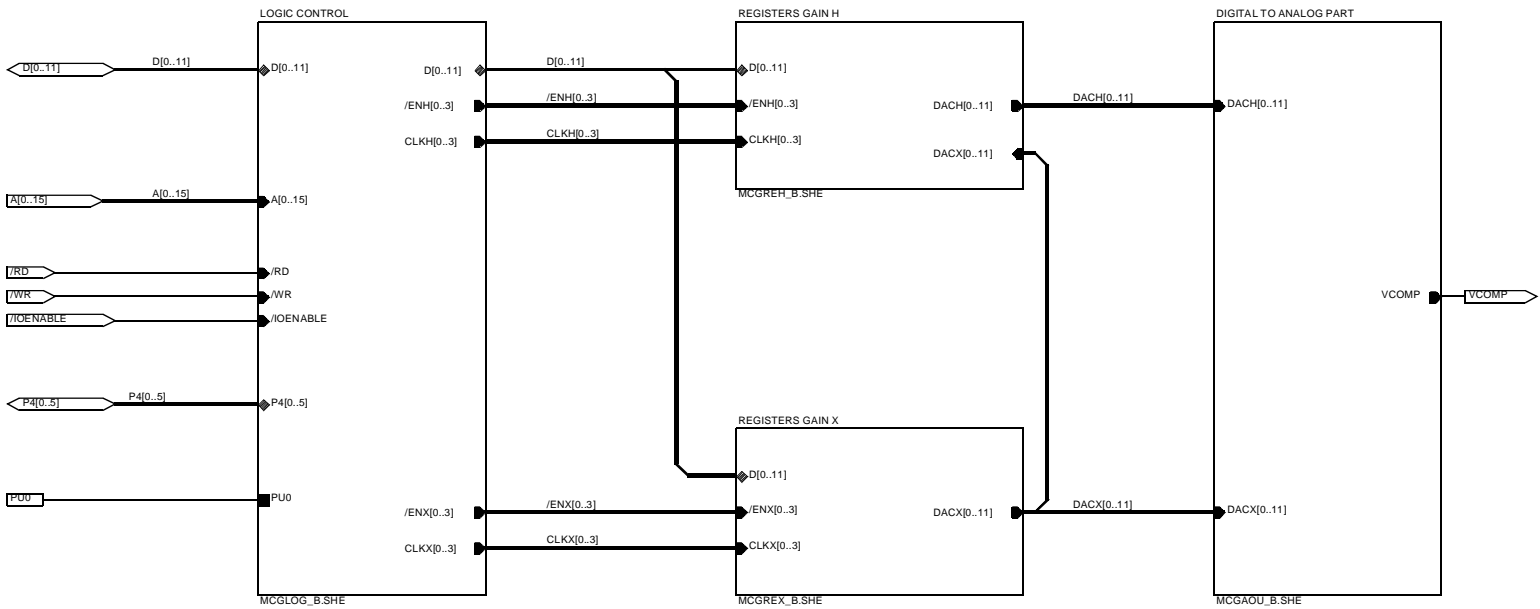 LOGIC CONTROL
REGISTERS GAIN H
DIGITAL TO ANALOG PART
D[0..11]
D[0..11]
D[0..11]
D[0..11]
D[0..11]
D[0..11]
/ENH[0..3]
/ENH[0..3]
/ENH[0..3]
DACH[0..11]
DACH[0..11]
DACH[0..11]
CLKH[0..3]
CLKH[0..3]
CLKH[0..3]
DACX[0..11]
MCGREH_B.SHE
A[0..15]
A[0..15]
A[0..15]
/RD
/RD
/WR
/WR
VCOMP
VCOMP
/IOENABLE
/IOENABLE
P4[0..5]
P4[0..5]
P4[0..5]
REGISTERS GAIN X
D[0..11]
PU0
PU0
/ENX[0..3]
/ENX[0..3]
/ENX[0..3]
DACX[0..11]
DACX[0..11]
DACX[0..11]
CLKX[0..3]
CLKX[0..3]
CLKX[0..3]
MCGLOG_B.SHE
MCGREX_B.SHE
MCGAOU_B.SHE